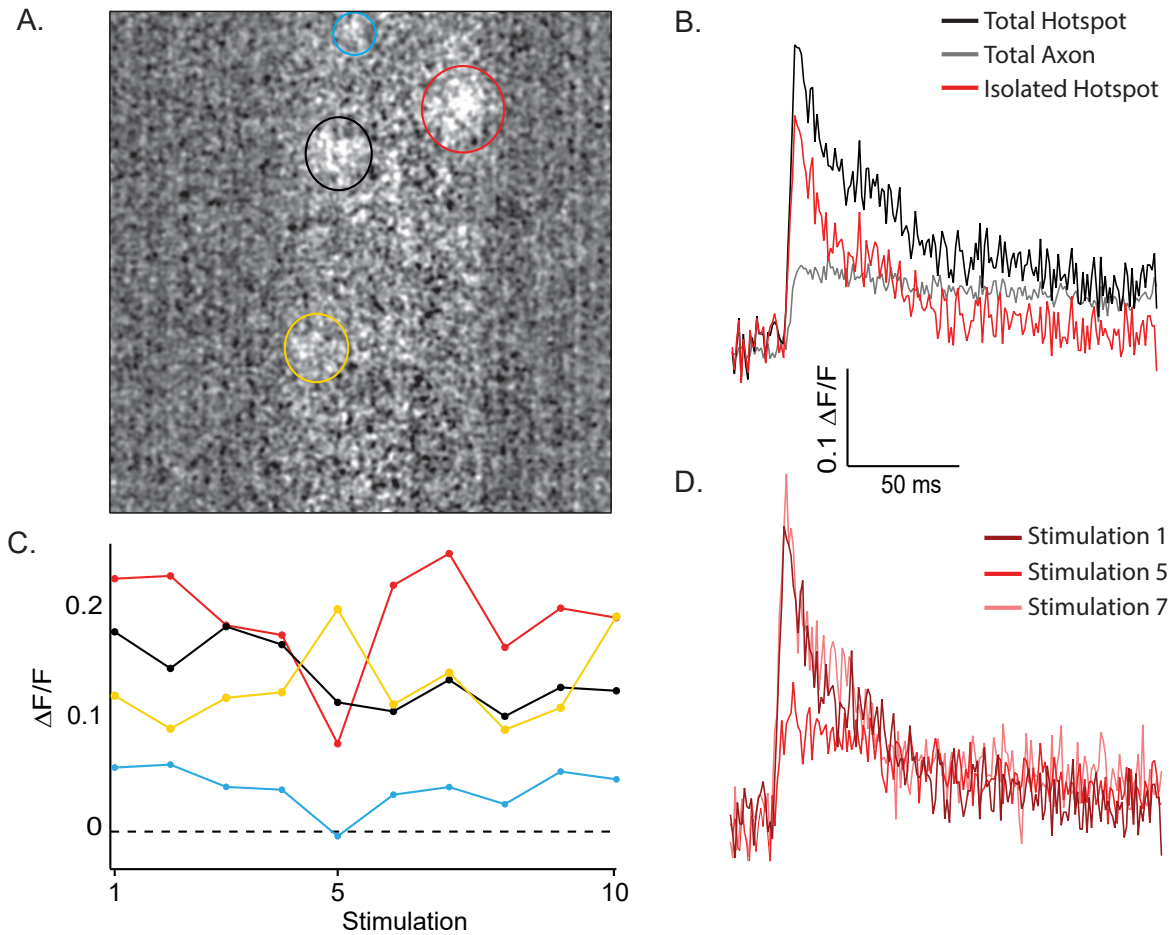 A.
B.
Total Hotspot
Total Axon
Isolated Hotspot
0.1 ΔF/F
50 ms
C.
ΔF/F
0.2
0.1
0
1
5
10
Stimulation
D.
Stimulation 1
Stimulation 5
Stimulation 7